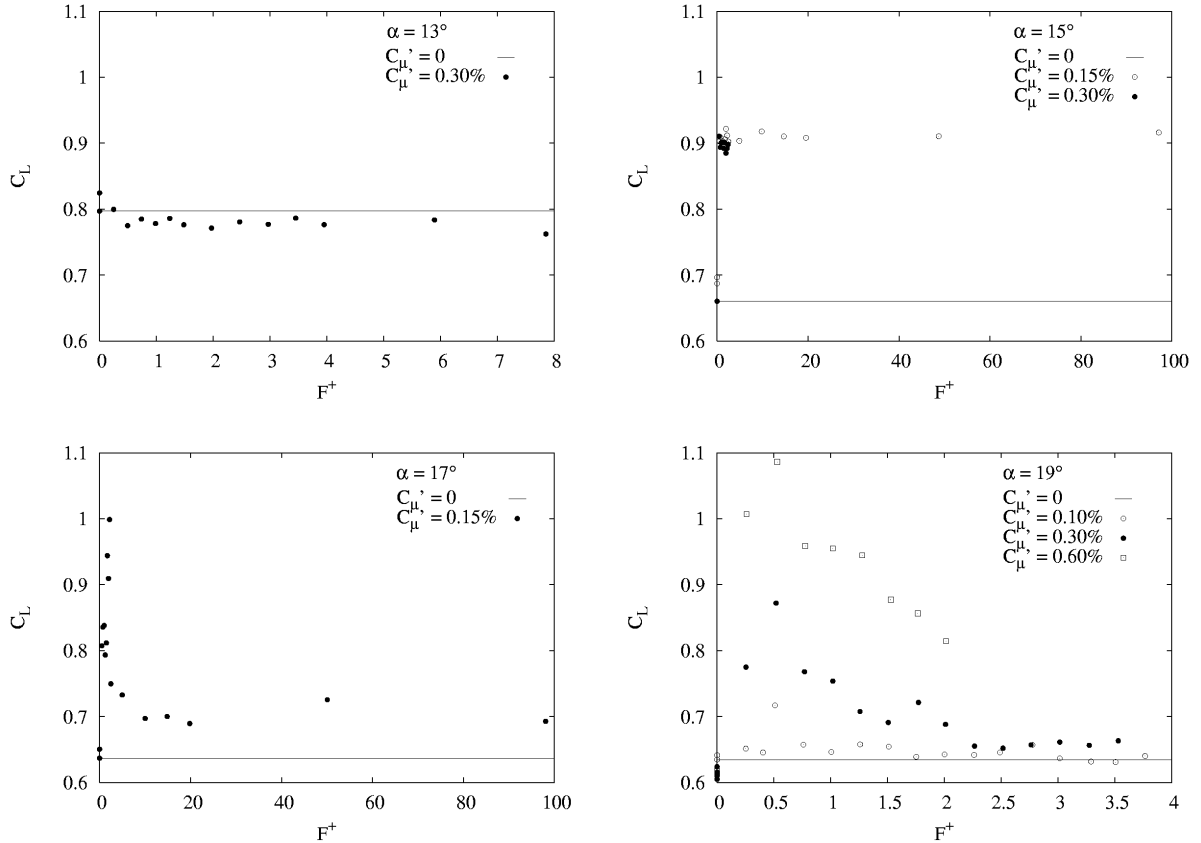 1.1
1
0.9
0.8
0.7
0.6
C_L
α = 13°
C_μ' = 0
C_μ' = 0.30%
0 1 2 3 4 5 6 7 8
F⁺
1.1
1
0.9
0.8
0.7
0.6
C_L
α = 15°
C_μ' = 0
C_μ' = 0.15%
C_μ' = 0.30%
0 20 40 60 80 100
F⁺
1.1
1
0.9
0.8
0.7
0.6
C_L
α = 17°
C_μ' = 0
C_μ' = 0.15%
0 20 40 60 80 100
F⁺
1.1
1
0.9
0.8
0.7
0.6
C_L
α = 19°
C_μ' = 0
C_μ' = 0.10%
C_μ' = 0.30%
C_μ' = 0.60%
0 0.5 1 1.5 2 2.5 3 3.5 4
F⁺